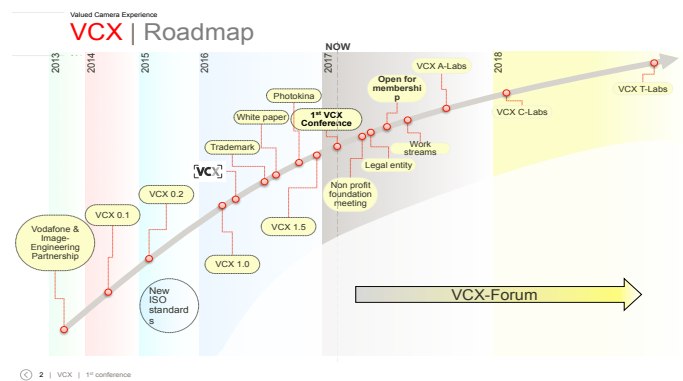 Valued Camera Experience
VCX | Roadmap
NOW
2013
2014
2015
2016
2017
2018
Vodafone &
Image-
Engineering
Partnership
VCX 0.1
VCX 0.2
New
ISO
standard
s
VCX
VCX 1.0
Trademark
White paper
Photokina
VCX 1.5
1st VCX
Conference
Non profit
foundation
meeting
Legal entity
Open for
membershi
p
Work
streams
VCX A-Labs
VCX C-Labs
VCX T-Labs
VCX-Forum
2 | VCX | 1st conference